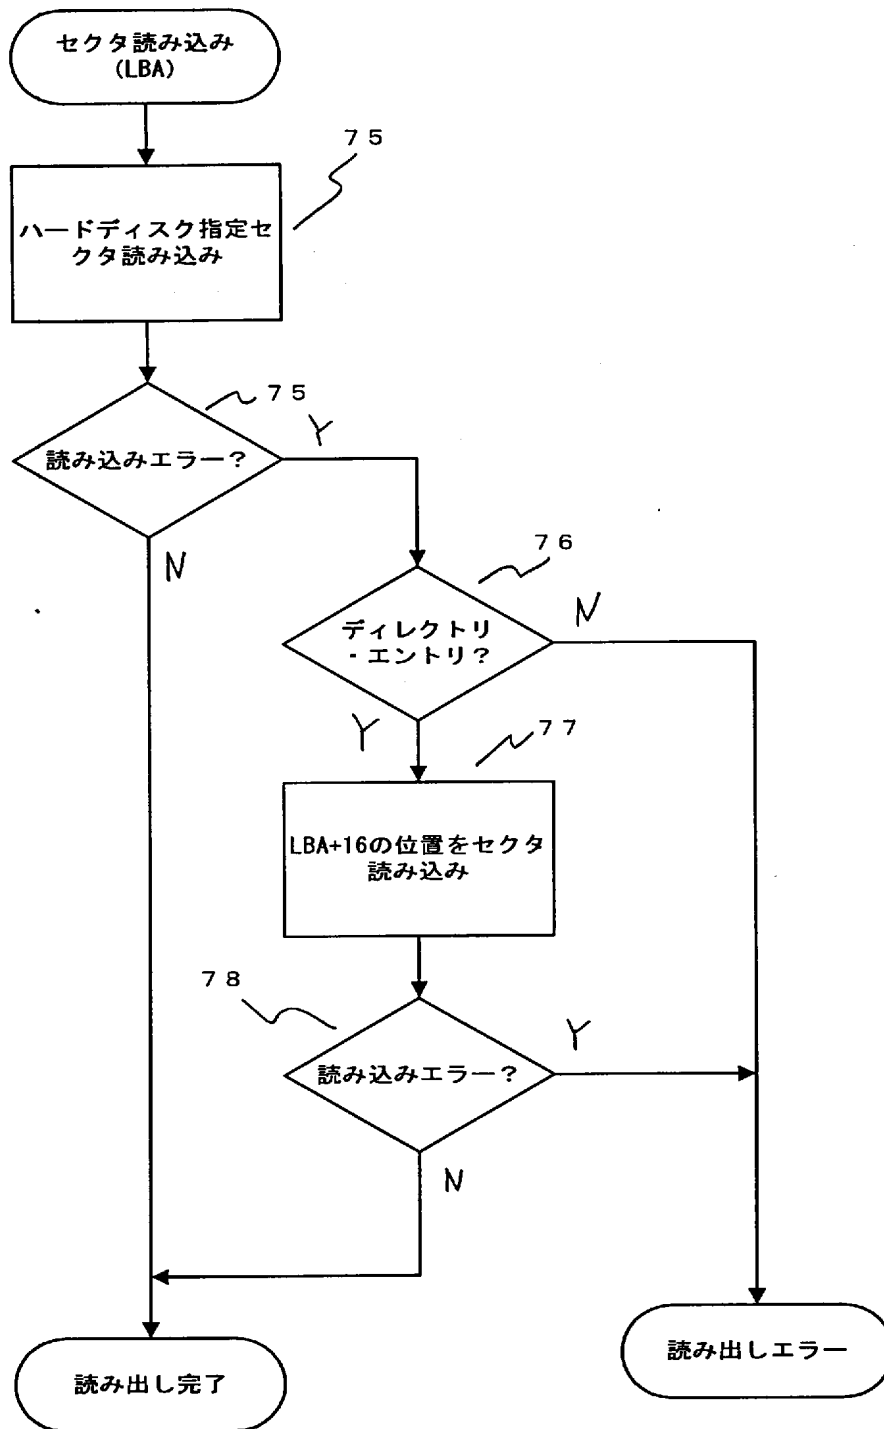 セクタ読み込み
(LBA)
75
ハードディスク指定セ
クタ読み込み
75
読み込みエラー?
Y
N
76
ディレクトリ
・エントリ?
N
Y
77
LBA+16の位置をセクタ
読み込み
78
読み込みエラー?
Y
N
読み出し完了
読み出しエラー